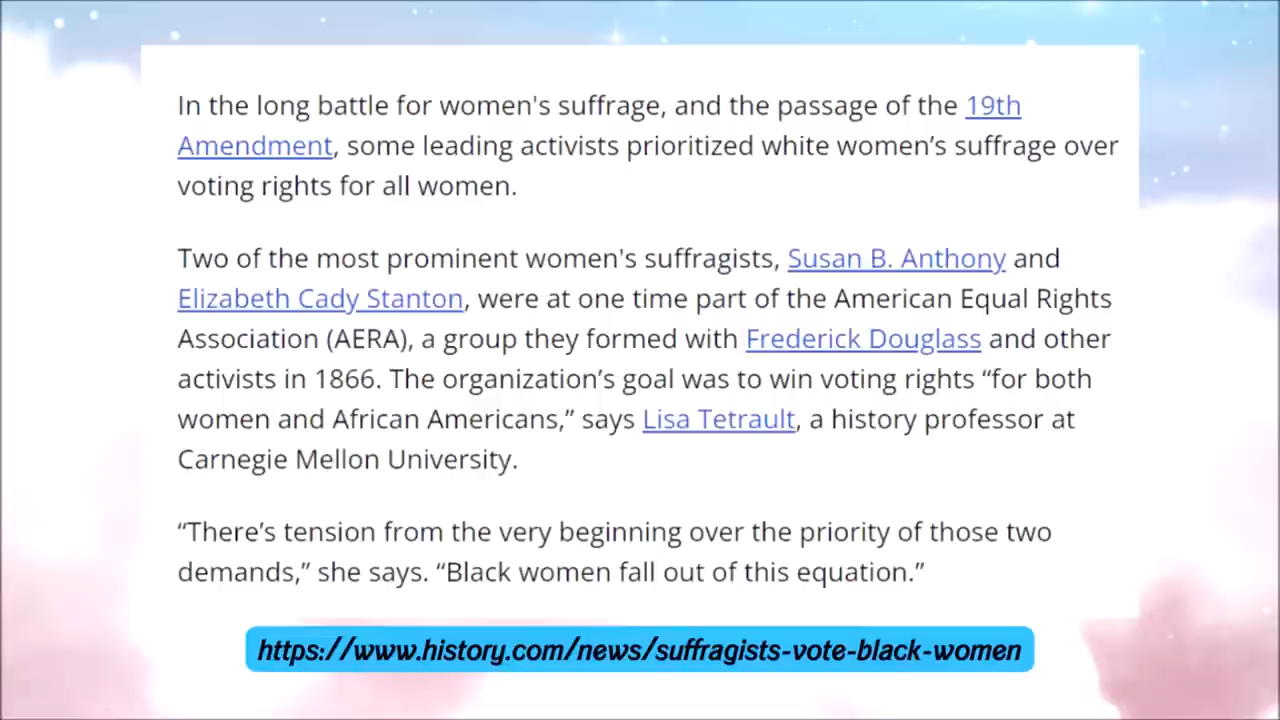 In the long battle for women's suffrage, and the passage of the 19th
Amendment, some leading activists prioritized white women’s suffrage over
voting rights for all women.
Two of the most prominent women's suffragists, Susan B. Anthony and
Elizabeth Cady Stanton, were at one time part of the American Equal Rights
Association (AERA), a group they formed with Frederick Douglass and other
activists in 1866. The organization’s goal was to win voting rights “for both
women and African Americans,” says Lisa Tetrault, a history professor at
Carnegie Mellon University.
“There’s tension from the very beginning over the priority of those two
demands,” she says. “Black women fall out of this equation.”
https://www.history.com/news/suffragists-vote-black-women